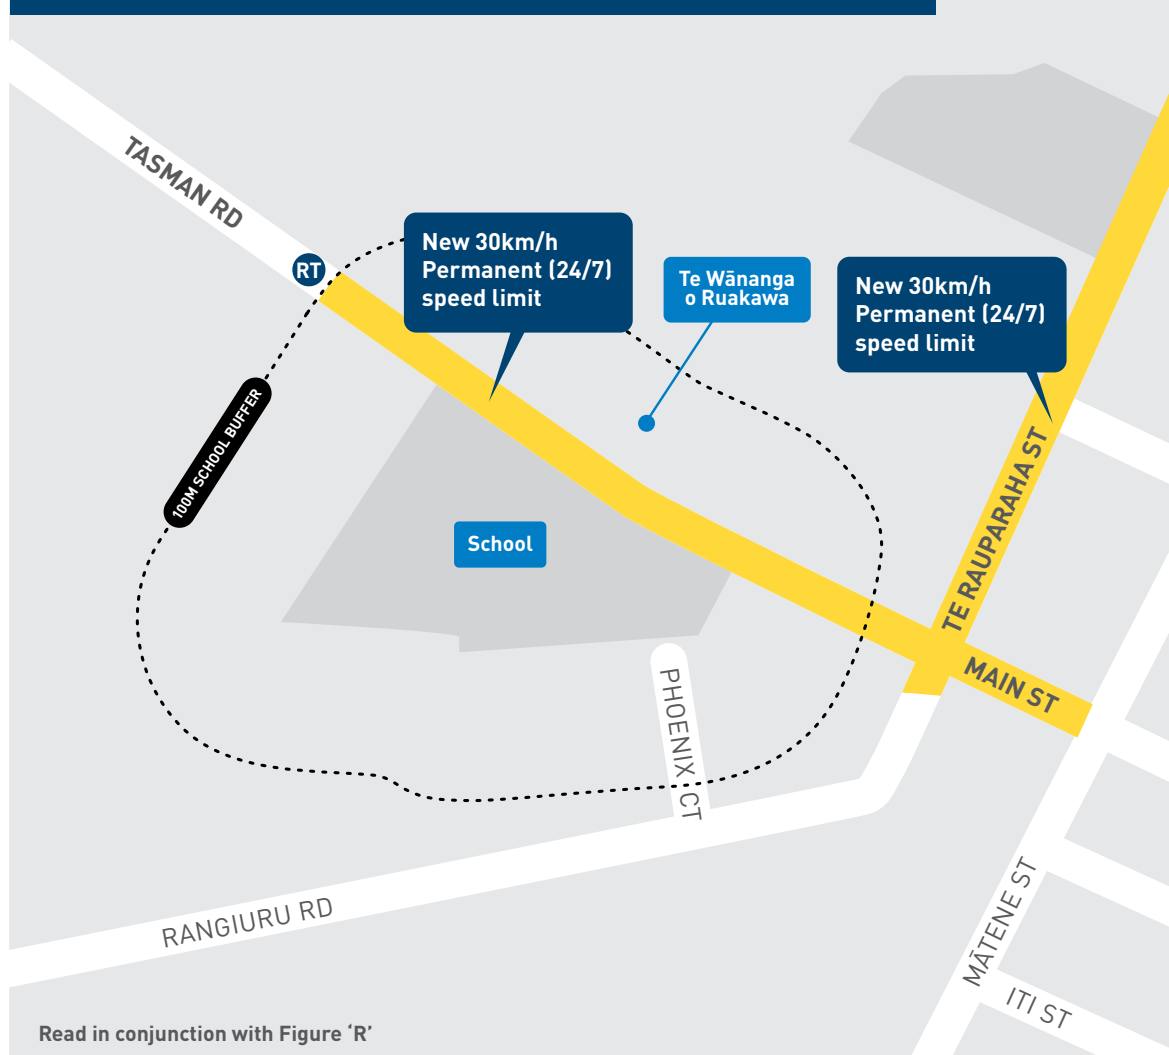 TASMAN RD
RT
New 30km/h
Permanent (24/7)
speed limit
Te Wānanga
o Ruakawa
New 30km/h
Permanent (24/7)
speed limit
100M SCHOOL BUFFER
School
TE RAUPARAHA ST
MAIN ST
PHOENIX CT
RANGIURU RD
MĀTENE ST
ITI ST
Read in conjunction with Figure ‘R’